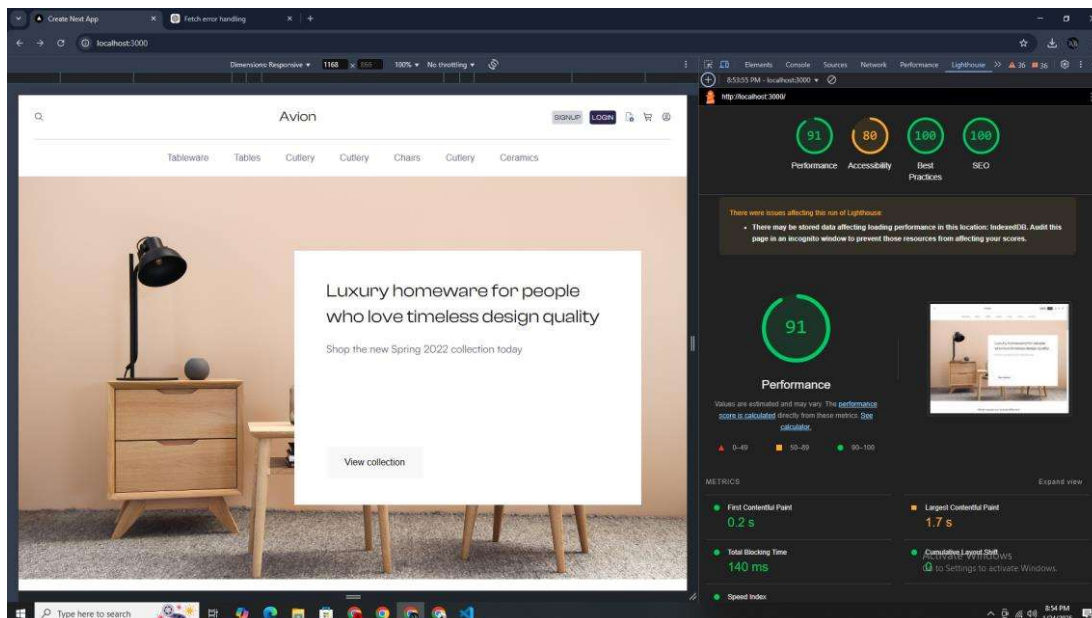 Create Next App
Fetch error handling
localhost:3000
Dimensions: Responsive 1168 x 100% No throttling
Elements Console Sources Network Performance Lighthouse 36 36
8:53:55 PM - localhost:3000
http://localhost:3000/
Avion
SIGNUP LOGIN
Tableware Tables Cutlery Cutlery Chairs Cutlery Ceramics
Luxury homeware for people
who love timeless design quality
Shop the new Spring 2022 collection today
View collection
91 80 100 100
Performance Accessibility Best Practices SEO
There were issues affecting this run of Lighthouse:
• There may be stored data affecting loading performance in this location: IndexedDB. Audit this
page in an incognito window to prevent those resources from affecting your scores.
91
Performance
Values are estimated and may vary. The performance
score is calculated directly from these metrics. See
calculator.
0–49 50–89 90–100
METRICS Expand view
First Contentful Paint
0.2 s
Largest Contentful Paint
1.7 s
Total Blocking Time
140 ms
Cumulative Layout Shift
0
Speed Index
Activate Windows
Go to Settings to activate Windows.
Type here to search
8:54 PM